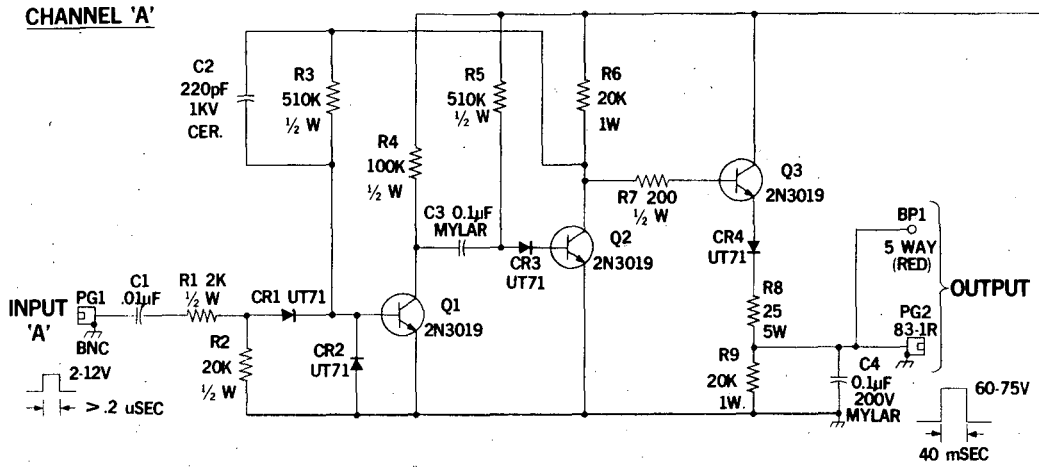 CHANNEL 'A'
C2
220pF
1KV
CER.
R3
510K
½ W
R4
100K
½ W
R5
510K
½ W
R6
20K
1W
C3 0.1µF
MYLAR
R7 200
½ W
Q3
2N3019
CR3
UT71
Q2
2N3019
CR4
UT71
BP1
5 WAY
(RED)
OUTPUT
PG2
83-1R
INPUT
'A'
PG1
BNC
C1
.01µF
R1 2K
½ W
CR1 UT71
Q1
2N3019
R2
20K
½ W
CR2
UT71
R8
25
5W
R9
20K
1W.
C4
0.1µF
200V
MYLAR
2-12V
> .2 uSEC
60-75V
40 mSEC